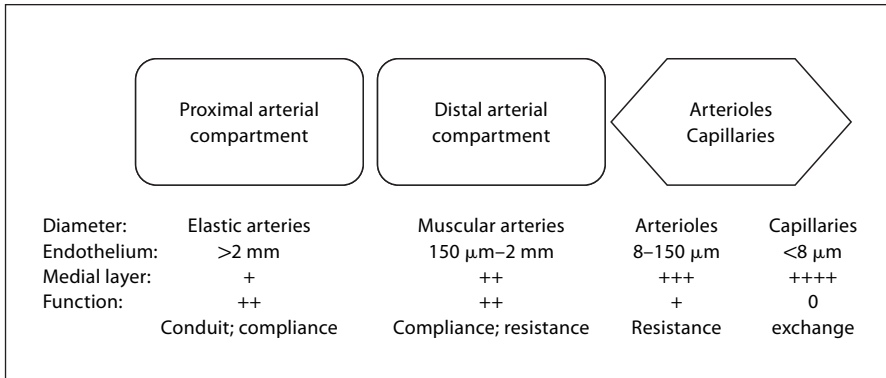 Proximal arterial
compartment
Distal arterial
compartment
Arterioles
Capillaries
Diameter: Elastic arteries Muscular arteries Arterioles Capillaries
Endothelium: >2 mm 150 μm–2 mm 8–150 μm <8 μm
Medial layer: + ++ +++ ++++
Function: ++ ++ + 0
Conduit; compliance Compliance; resistance Resistance exchange